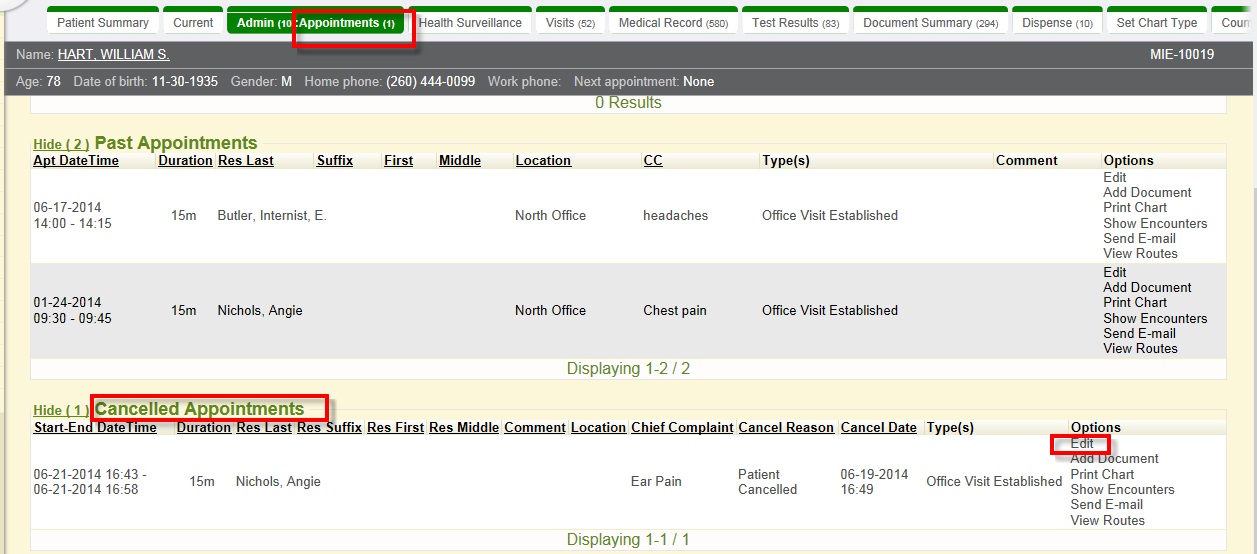 Patient Summary Current Admin (10 Appointments (1) Health Surveillance Visits (52) Medical Record (580) Test Results (83) Document Summary (294) Dispense (10) Set Chart Type
Name: HART, WILLIAM S. MIE-10019
Age: 78 Date of birth: 11-30-1935 Gender: M Home phone: (260) 444-0099 Work phone: Next appointment: None
0 Results
Hide ( 2 ) Past Appointments
Apt DateTime Duration Res Last Suffix First Middle Location CC Type(s) Comment Options
06-17-2014
14:00 - 14:15
15m Butler, Internist, E. North Office headaches Office Visit Established
Edit
Add Document
Print Chart
Show Encounters
Send E-mail
View Routes
01-24-2014
09:30 - 09:45
15m Nichols, Angie North Office Chest pain Office Visit Established
Edit
Add Document
Print Chart
Show Encounters
Send E-mail
View Routes
Displaying 1-2 / 2
Hide ( 1 ) Cancelled Appointments
Start-End DateTime Duration Res Last Res Suffix Res First Res Middle Comment Location Chief Complaint Cancel Reason Cancel Date Type(s) Options
06-21-2014 16:43 -
06-21-2014 16:58
15m Nichols, Angie Ear Pain
Patient
Cancelled
06-19-2014
16:49
Office Visit Established
Edit
Add Document
Print Chart
Show Encounters
Send E-mail
View Routes
Displaying 1-1 / 1